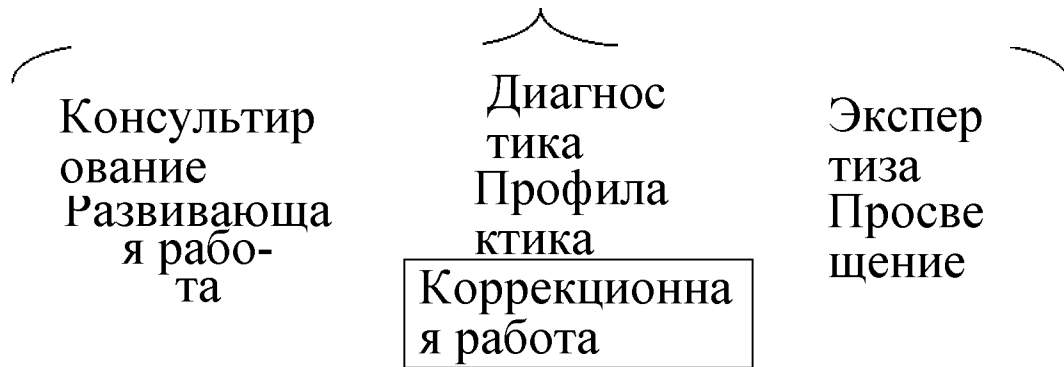 Консультир
ование
Развивающа
я рабо-
та
Диагнос
тика
Профила
ктика
Коррекционна
я работа
Экспер
тиза
Просве
щение